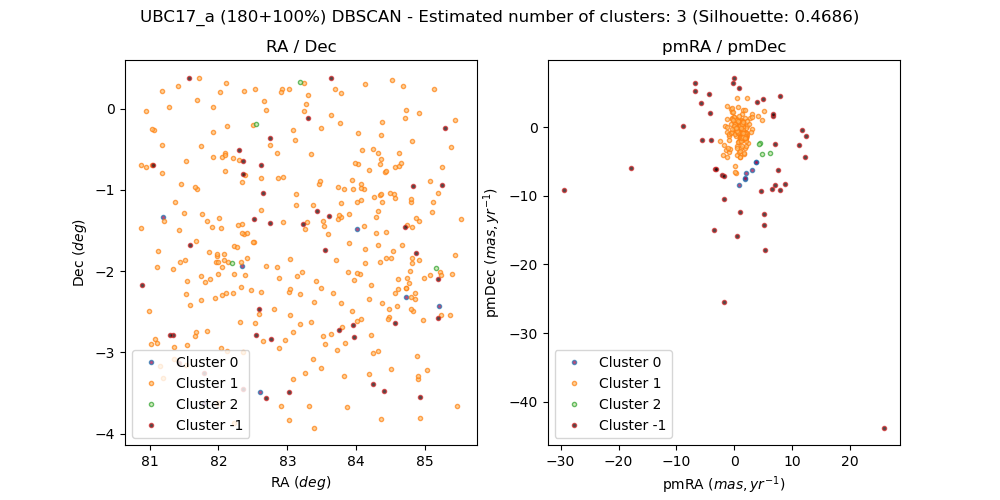 UBC17_a (180+100%) DBSCAN - Estimated number of clusters: 3 (Silhouette: 0.4686)
RA / Dec
Dec (deg)
0
−1
−2
−3
−4
Cluster 0
Cluster 1
Cluster 2
Cluster -1
81 82 83 84 85
RA (deg)
pmRA / pmDec
pmDec (mas, yr⁻¹)
0
−10
−20
−30
−40
Cluster 0
Cluster 1
Cluster 2
Cluster -1
−30 −20 −10 0 10 20
pmRA (mas, yr⁻¹)